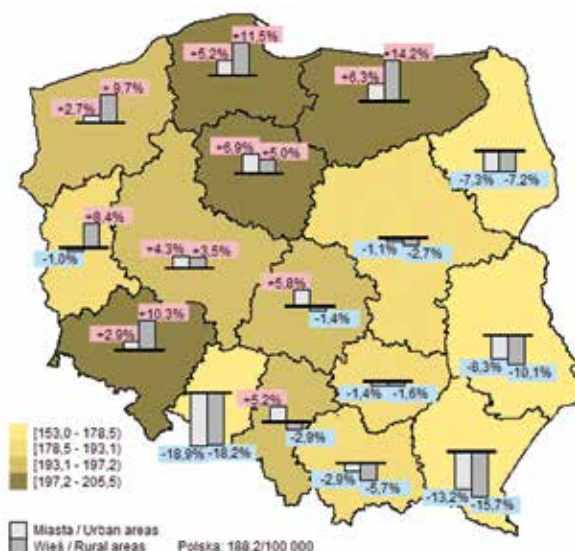 +5,2% +11,5%
+6,3% +14,2%
+2,7% +9,7%
+6,9% +5,0%
-7,3% -7,2%
-1,0% +8,4%
+4,3% +3,5%
-1,1% -2,7%
+5,8% -1,4%
+2,9% +10,3%
-8,3% -10,1%
-18,9% -18,2%
+5,2% -2,9%
-1,4% -1,6%
-2,9% -5,7%
-13,2% -15,7%
[153,0 - 178,5)
[178,5 - 193,1)
[193,1 - 197,2)
[197,2 - 205,5)
Miasta / Urban areas
Wieś / Rural areas Polska: 188,2/100 000